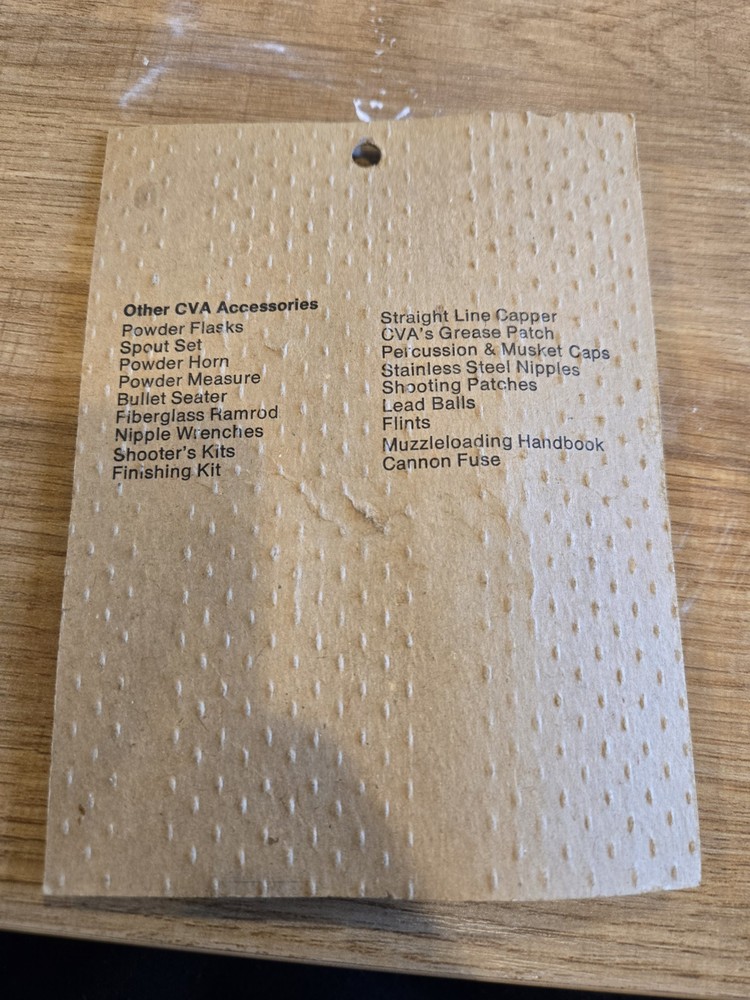 Other CVA Accessories
Powder Flasks
Spout Set
Powder Horn
Powder Measure
Bullet Seater
Fiberglass Ramrod
Nipple Wrenches
Shooter's Kits
Finishing Kit
Straight Line Capper
CVA's Grease Patch
Percussion & Musket Caps
Stainless Steel Nipples
Shooting Patches
Lead Balls
Flints
Muzzleloading Handbook
Cannon Fuse